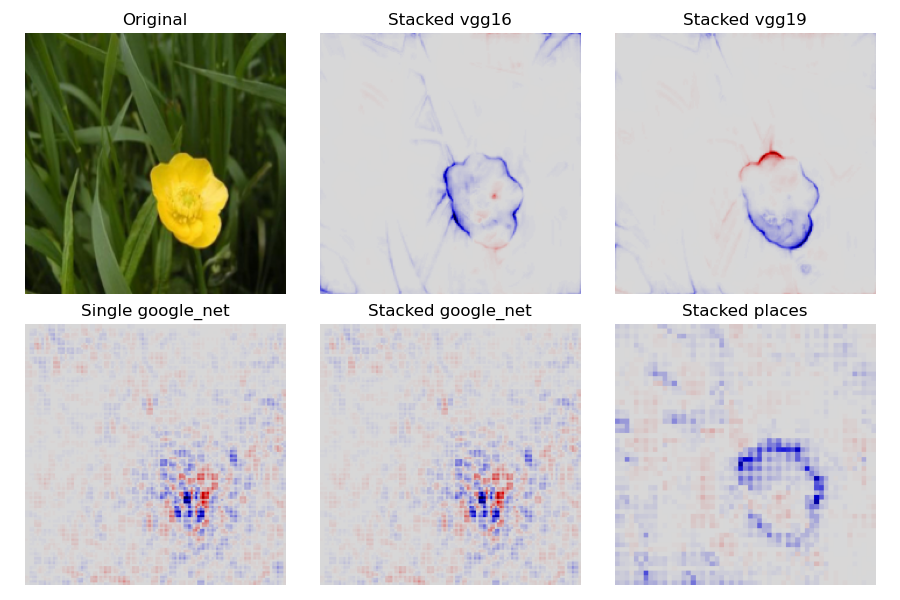 Original
Stacked vgg16
Stacked vgg19
Single google_net
Stacked google_net
Stacked places